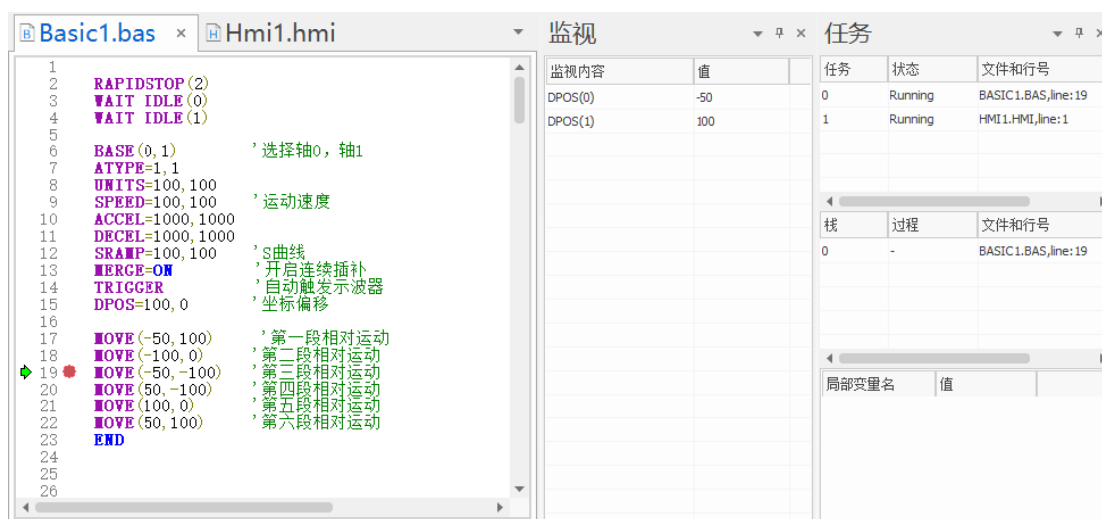 Basic1.bas × Hmi1.hmi
1
2 RAPIDSTOP(2)
3 WAIT IDLE(0)
4 WAIT IDLE(1)
5
6 BASE(0,1) '选择轴0，轴1
7 ATYPE=1,1
8 UNITS=100,100
9 SPEED=100,100 '运动速度
10 ACCEL=1000,1000
11 DECEL=1000,1000
12 SRAMP=100,100 'S曲线
13 MERGE=ON '开启连续插补
14 TRIGGER '自动触发示波器
15 DPOS=100,0 '坐标偏移
16
17 MOVE(-50,100) '第一段相对运动
18 MOVE(-100,0) '第二段相对运动
19 MOVE(-50,-100) '第三段相对运动
20 MOVE(50,-100) '第四段相对运动
21 MOVE(100,0) '第五段相对运动
22 MOVE(50,100) '第六段相对运动
23 END
24
25
26
监视
监视内容 值
DPOS(0) -50
DPOS(1) 100
任务
任务 状态 文件和行号
0 Running BASIC1.BAS,line:19
1 Running HMI1.HMI,line:1
栈 过程 文件和行号
0 - BASIC1.BAS,line:19
局部变量名 值